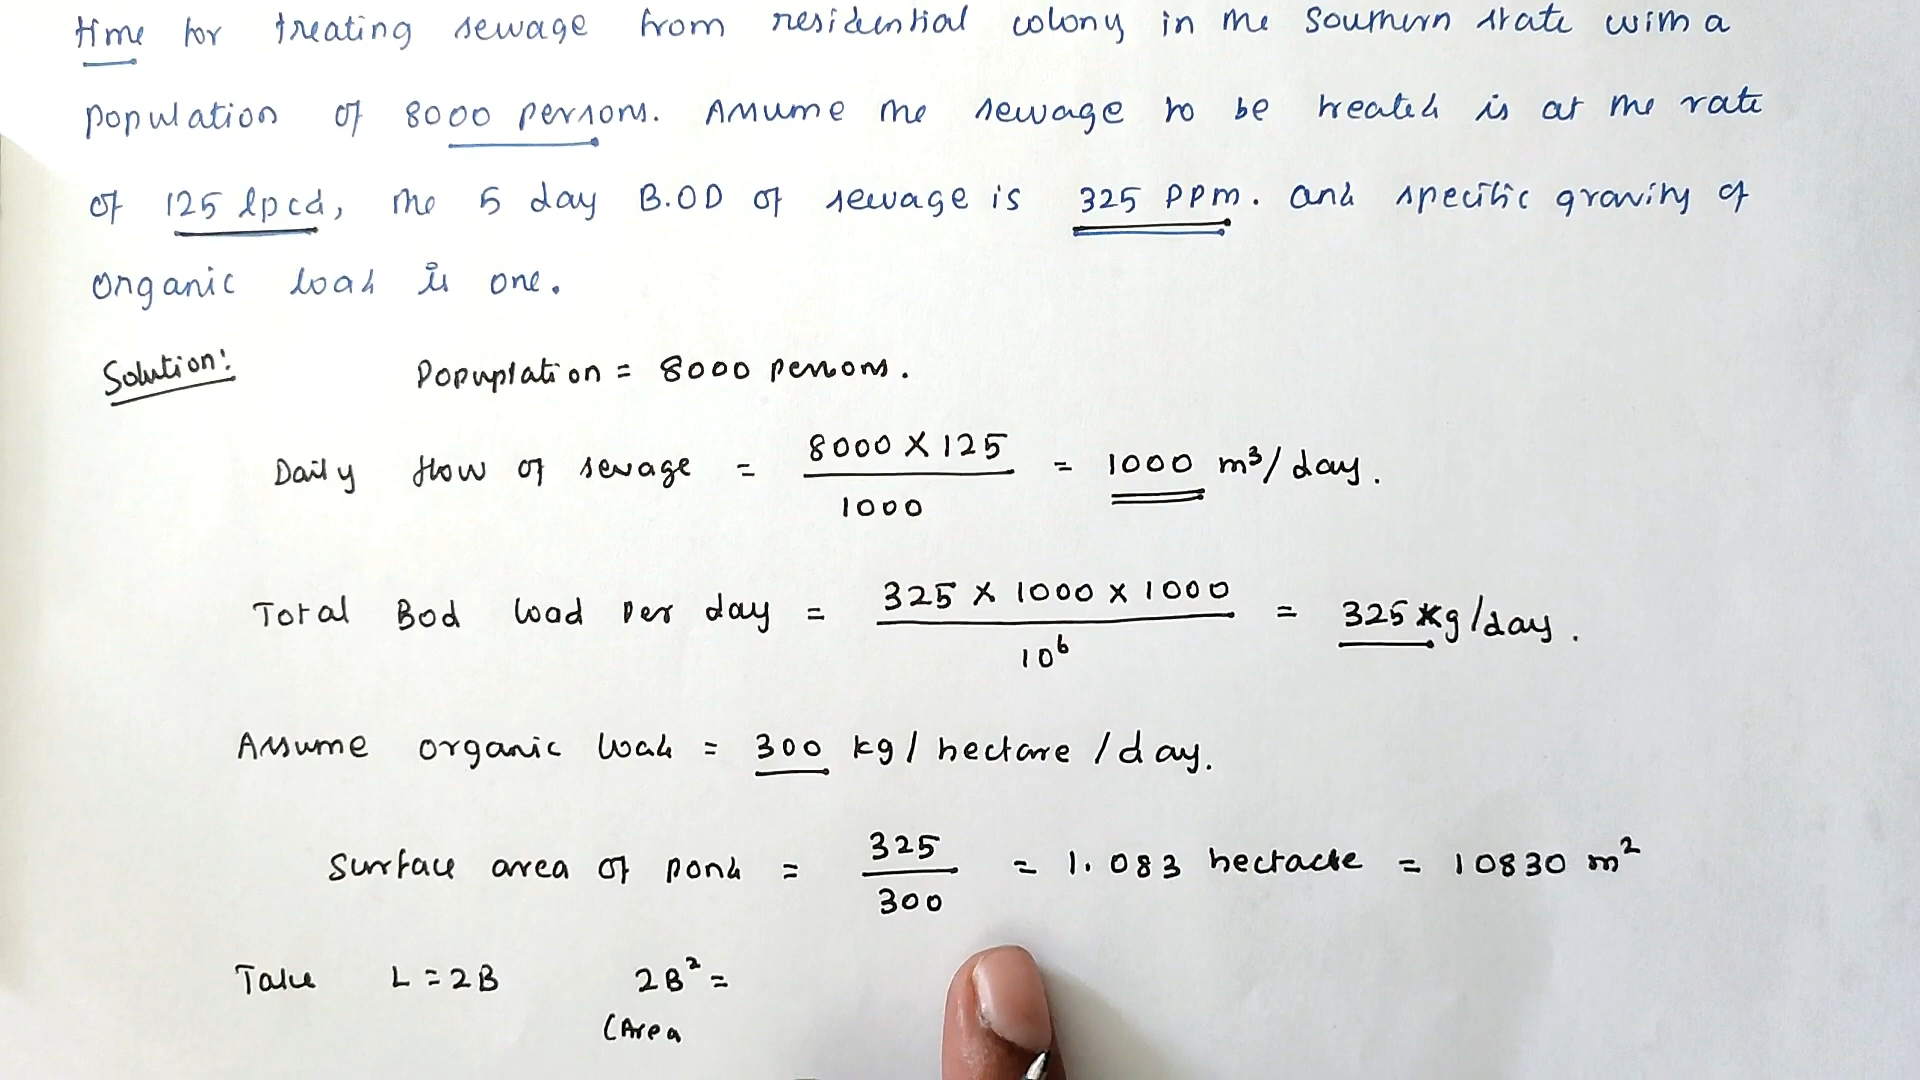 time for treating sewage from residential colony in the Southern state with a
population of 8000 persons. Assume the sewage to be treated is at the rate
of 125 lpcd, the 5 day B.OD of sewage is 325 PPm. and specific gravity of
organic load is one.
Solution:
Popuplation = 8000 persons.
Daily flow of sewage = 8000 X 125 / 1000 = 1000 m³/day.
Total Bod load per day = 325 X 1000 X 1000 / 10⁶ = 325 kg/day.
Assume organic load = 300 kg/hectare/day.
Surface area of pond = 325 / 300 = 1.083 hectacte = 10830 m²
Take L = 2B 2B² =
(Area